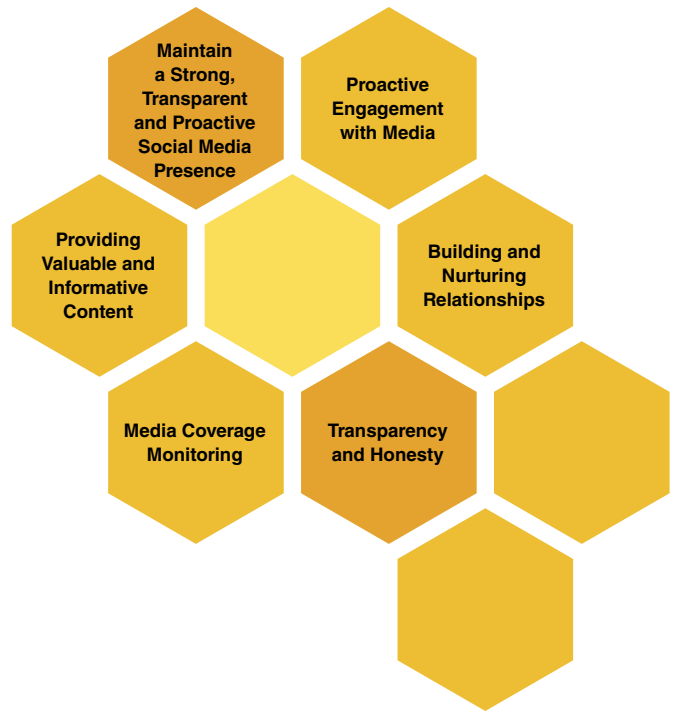 Maintain
a Strong,
Transparent
and Proactive
Social Media
Presence
Proactive
Engagement
with Media
Providing
Valuable and
Informative
Content
Building and
Nurturing
Relationships
Media Coverage
Monitoring
Transparency
and Honesty